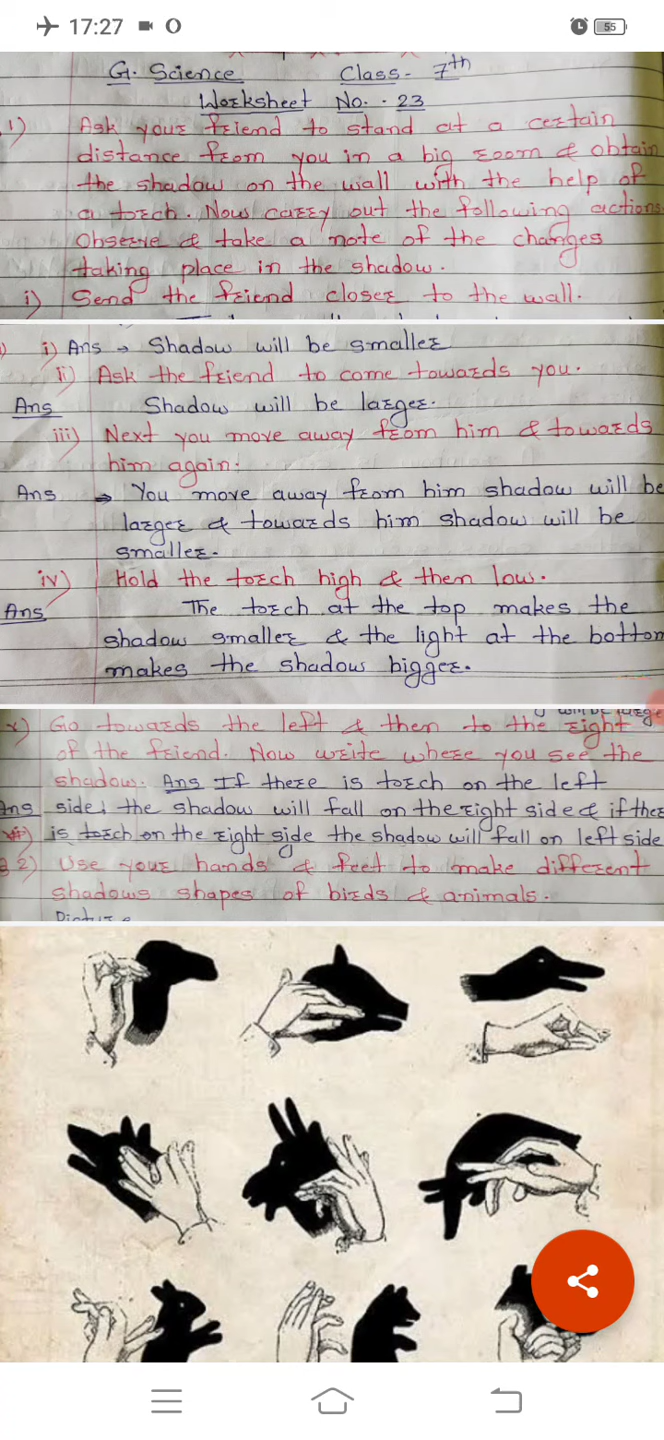 17:27
55
G. Science Class- 7th
Worksheet No. - 23
1) Ask your friend to stand at a certain
distance from you in a big room & obtain
the shadow on the wall with the help of
a torch. Now carry out the following actions
Observe & take a note of the changes
taking place in the shadow.
i) Send the friend closer to the wall.
i) Ans → Shadow will be smaller
ii) Ask the friend to come towards you.
Ans Shadow will be larger.
iii) Next you move away from him & towards
him again:
Ans → You move away from him shadow will be
larger & towards him shadow will be
smaller.
iv) Hold the torch high & them low.
Ans The torch at the top makes the
shadow smaller & the light at the bottom
makes the shadow bigger.
Go towards the left & then to the right
of the friend. Now write where you see the
shadow. Ans If there is torch on the left
Ans side! the shadow will fall on the right side & if ther
is torch on the right side the shadow will fall on left side
2) Use your hands & feet to make different
shadows shapes of birds & animals.